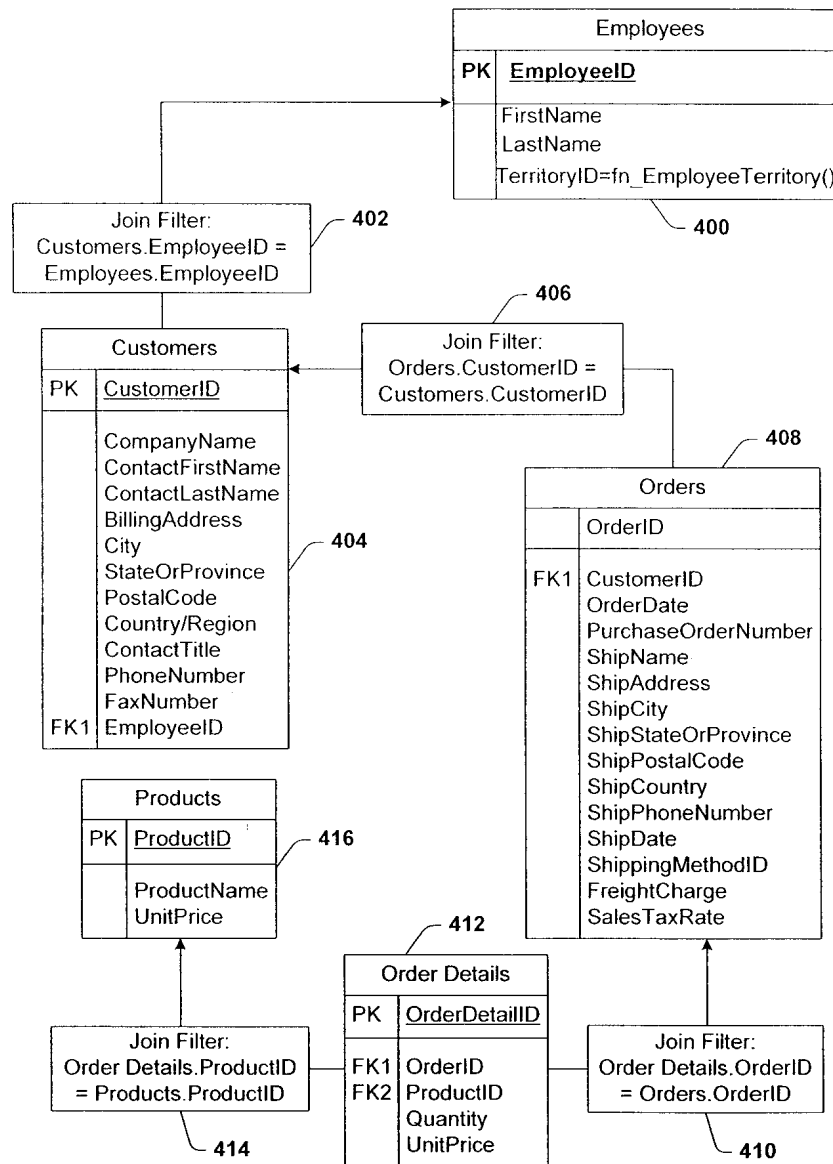 Employees
PK EmployeeID
FirstName
LastName
TerritoryID=fn_EmployeeTerritory()
400
Join Filter:
Customers.EmployeeID =
Employees.EmployeeID
402
406
Join Filter:
Orders.CustomerID =
Customers.CustomerID
Customers
PK CustomerID
CompanyName
ContactFirstName
ContactLastName
BillingAddress
City
StateOrProvince
PostalCode
Country/Region
ContactTitle
PhoneNumber
FaxNumber
FK1 EmployeeID
404
408
Orders
OrderID
FK1 CustomerID
OrderDate
PurchaseOrderNumber
ShipName
ShipAddress
ShipCity
ShipStateOrProvince
ShipPostalCode
ShipCountry
ShipPhoneNumber
ShipDate
ShippingMethodID
FreightCharge
SalesTaxRate
Products
PK ProductID
ProductName
UnitPrice
416
412
Order Details
PK OrderDetailID
FK1 OrderID
FK2 ProductID
Quantity
UnitPrice
Join Filter:
Order Details.ProductID
= Products.ProductID
414
Join Filter:
Order Details.OrderID
= Orders.OrderID
410